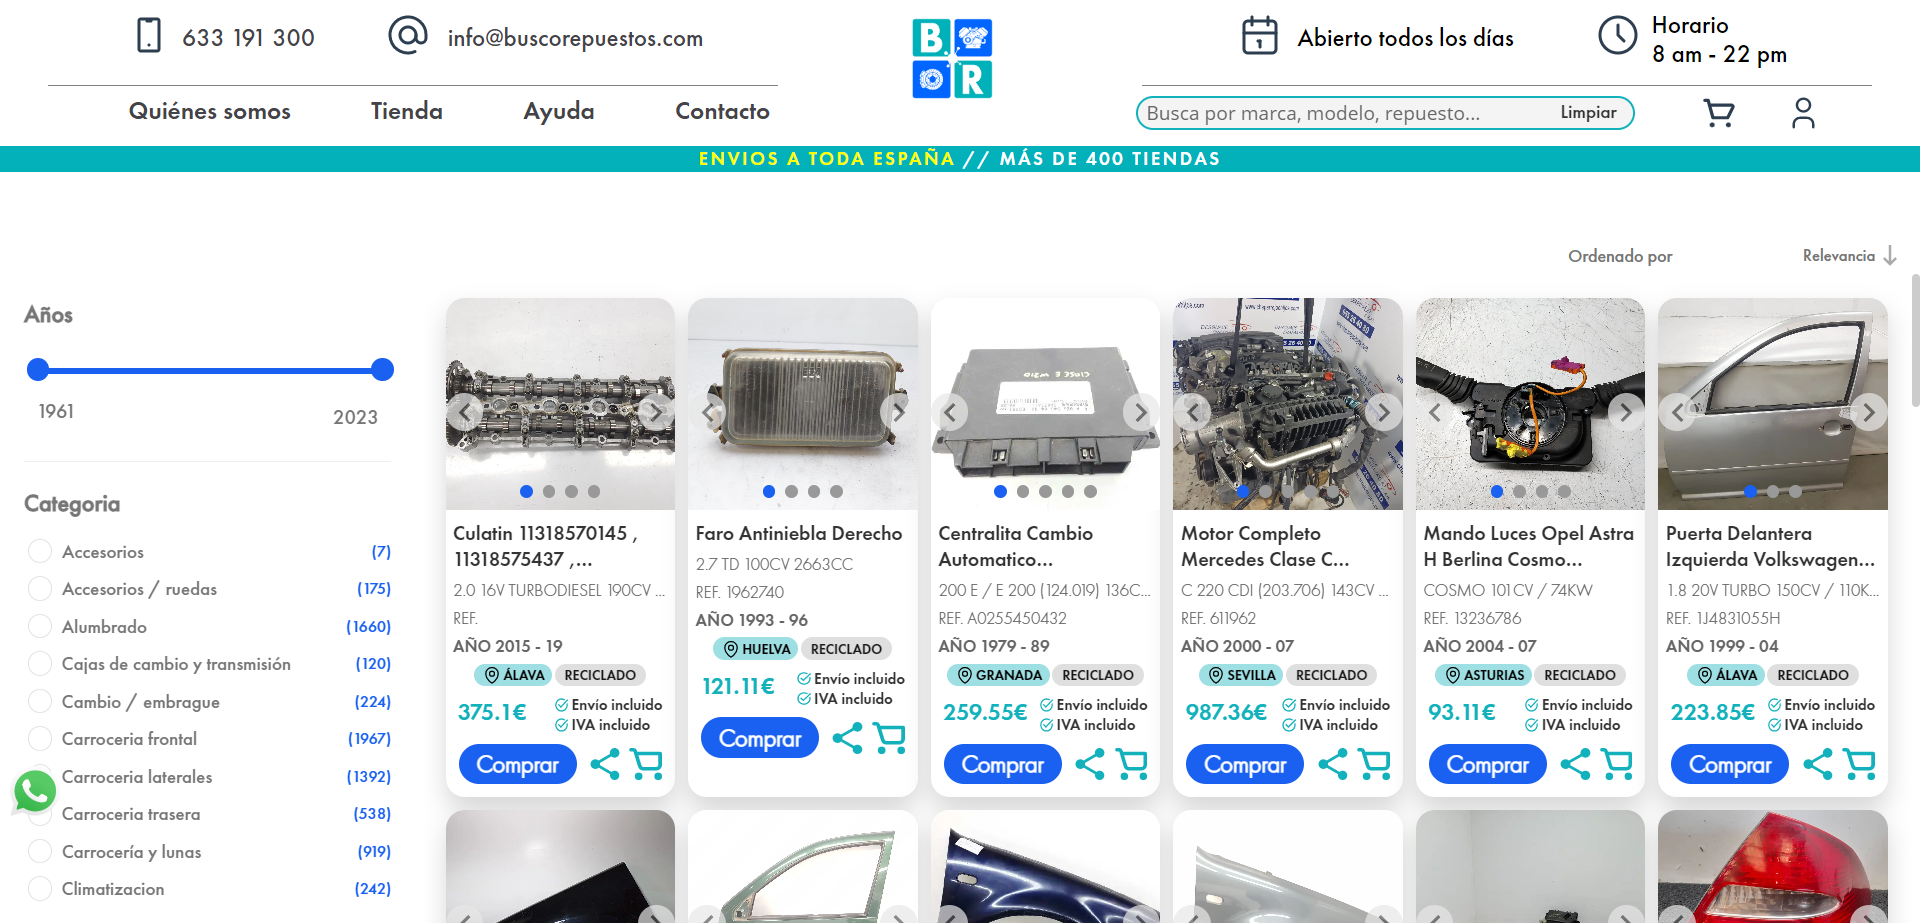 633 191 300
info@buscorepuestos.com
B.
R
1
Abierto todos los días
Horario
8 am - 22 pm
Quiénes somos
Tienda
Ayuda
Contacto
Busca por marca, modelo, repuesto...
Limpiar
ENVIOS A TODA ESPAÑA // MÁS DE 400 TIENDAS
Ordenado por
Relevancia
Años
1961
2023
Categoria
Accesorios (7)
Accesorios / ruedas (175)
Alumbrado (1660)
Cajas de cambio y transmisión (120)
Cambio / embrague (224)
Carroceria frontal (1967)
Carroceria laterales (1392)
Carroceria trasera (538)
Carrocería y lunas (919)
Climatizacion (242)
Culatin 11318570145 ,
11318575437 ,...
2.0 16V TURBODIESEL 190CV ...
REF.
AÑO 2015 - 19
ÁLAVA
RECICLADO
375.1€
Envío incluido
IVA incluido
Comprar
Faro Antiniebla Derecho
2.7 TD 100CV 2663CC
REF. 1962740
AÑO 1993 - 96
HUELVA
RECICLADO
121.11€
Envío incluido
IVA incluido
Comprar
CLASE E W210
Centralita Cambio
Automatico...
200 E / E 200 (124.019) 136C...
REF. A0255450432
AÑO 1979 - 89
GRANADA
RECICLADO
259.55€
Envío incluido
IVA incluido
Comprar
Motor Completo
Mercedes Clase C...
C 220 CDI (203.706) 143CV ...
REF. 611962
AÑO 2000 - 07
SEVILLA
RECICLADO
987.36€
Envío incluido
IVA incluido
Comprar
Mando Luces Opel Astra
H Berlina Cosmo...
COSMO 101 CV / 74KW
REF. 13236786
AÑO 2004 - 07
ASTURIAS
RECICLADO
93.11€
Envío incluido
IVA incluido
Comprar
Puerta Delantera
Izquierda Volkswagen...
1.8 20V TURBO 150CV / 110K...
REF. 1J4831055H
AÑO 1999 - 04
ÁLAVA
RECICLADO
223.85€
Envío incluido
IVA incluido
Comprar